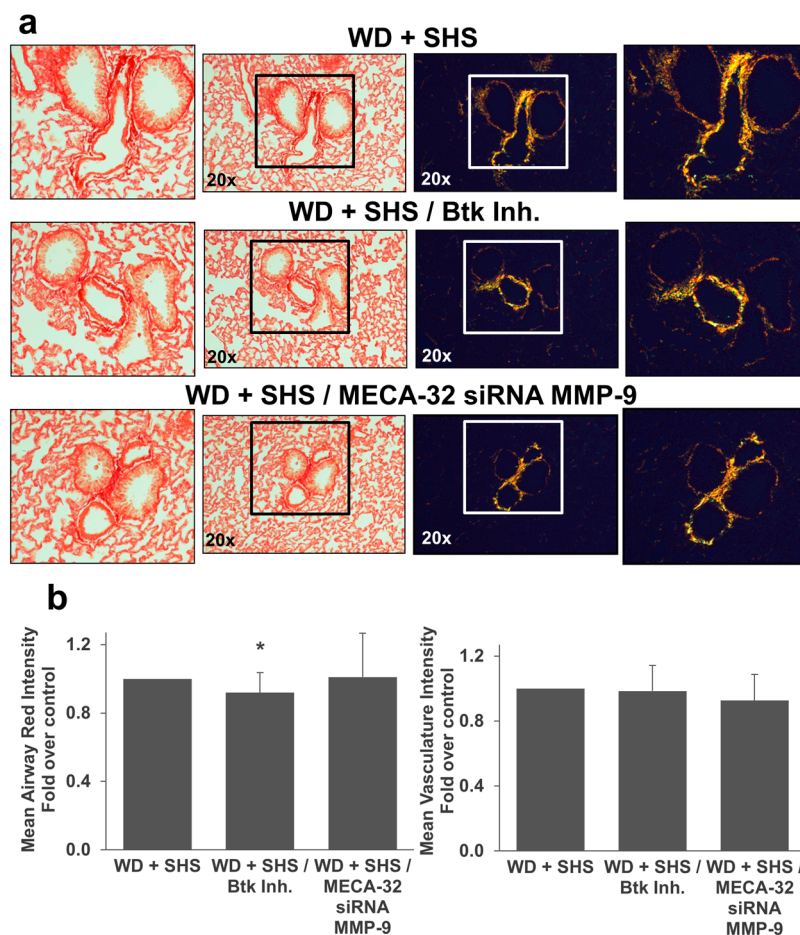 a
WD + SHS
20x
20x
WD + SHS / Btk Inh.
20x
20x
WD + SHS / MECA-32 siRNA MMP-9
20x
20x
b
Mean Airway Red Intensity
Fold over control
1.2
0.8
0.4
0.0
*
WD + SHS
WD + SHS /
Btk Inh.
WD + SHS /
MECA-32
siRNA
MMP-9
Mean Vasculature Intensity
Fold over control
1.2
0.8
0.4
0.0
WD + SHS
WD + SHS /
Btk Inh.
WD + SHS /
MECA-32
siRNA
MMP-9